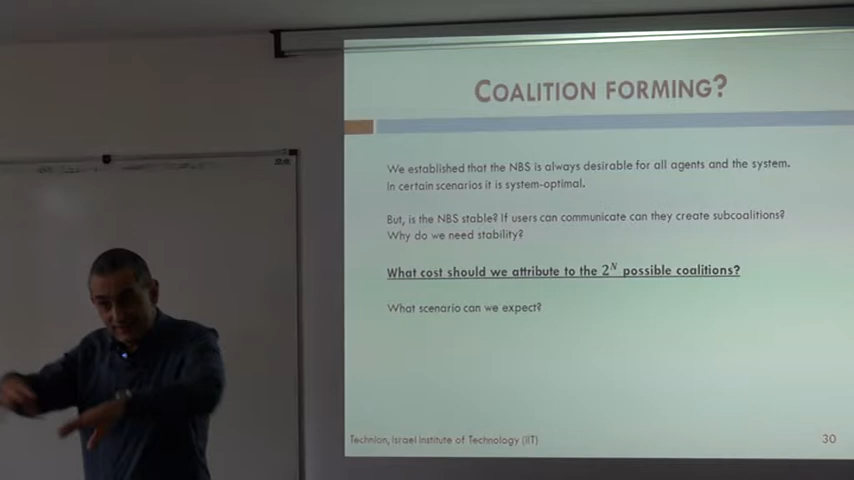 COALITION FORMING?
We established that the NBS is always desirable for all agents and the system.
In certain scenarios it is system-optimal.
But, is the NBS stable? If users can communicate can they create subcoalitions?
Why do we need stability?
What cost should we attribute to the 2^N possible coalitions?
What scenario can we expect?
Technion, Israel Institute of Technology (IIT)
30